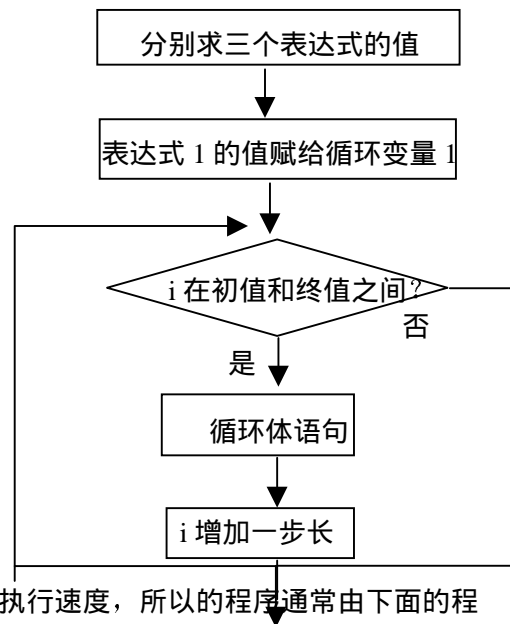 分别求三个表达式的值
表达式 1 的值赋给循环变量 1
i 在初值和终值之间?
否
是
循环体语句
i 增加一步长
执行速度，所以的程序通常由下面的程